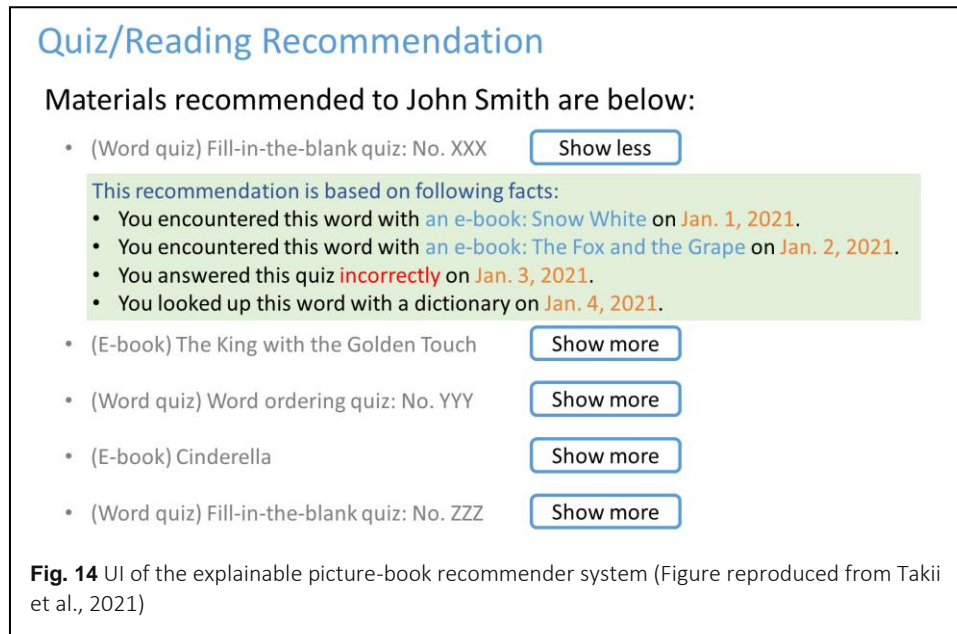 Quiz/Reading Recommendation
Materials recommended to John Smith are below:
• (Word quiz) Fill-in-the-blank quiz: No. XXX Show less
This recommendation is based on following facts:
• You encountered this word with an e-book: Snow White on Jan. 1, 2021.
• You encountered this word with an e-book: The Fox and the Grape on Jan. 2, 2021.
• You answered this quiz incorrectly on Jan. 3, 2021.
• You looked up this word with a dictionary on Jan. 4, 2021.
• (E-book) The King with the Golden Touch Show more
• (Word quiz) Word ordering quiz: No. YYY Show more
• (E-book) Cinderella Show more
• (Word quiz) Fill-in-the-blank quiz: No. ZZZ Show more
Fig. 14 UI of the explainable picture-book recommender system (Figure reproduced from Takii
et al., 2021)